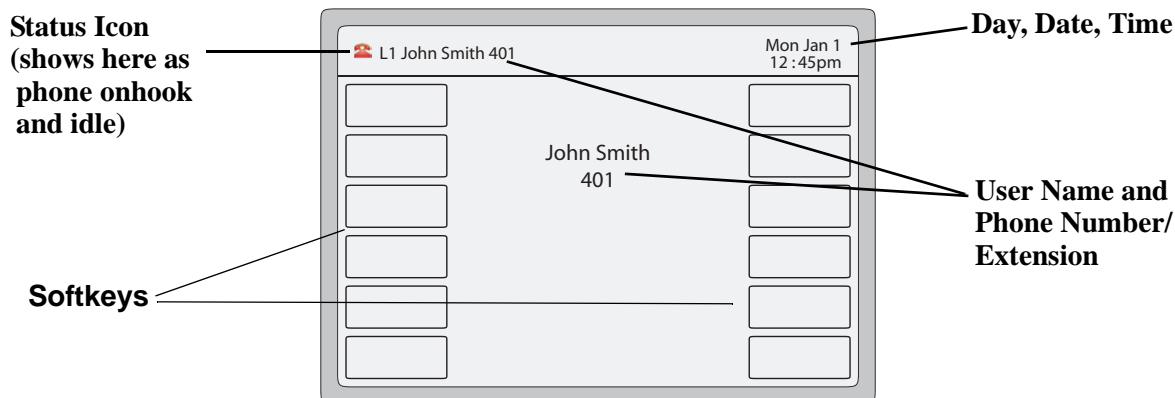 Status Icon
(shows here as
phone onhook
and idle)
L1 John Smith 401
Mon Jan 1
12 : 45pm
Day, Date, Time
John Smith
401
User Name and
Phone Number/
Extension
Softkeys